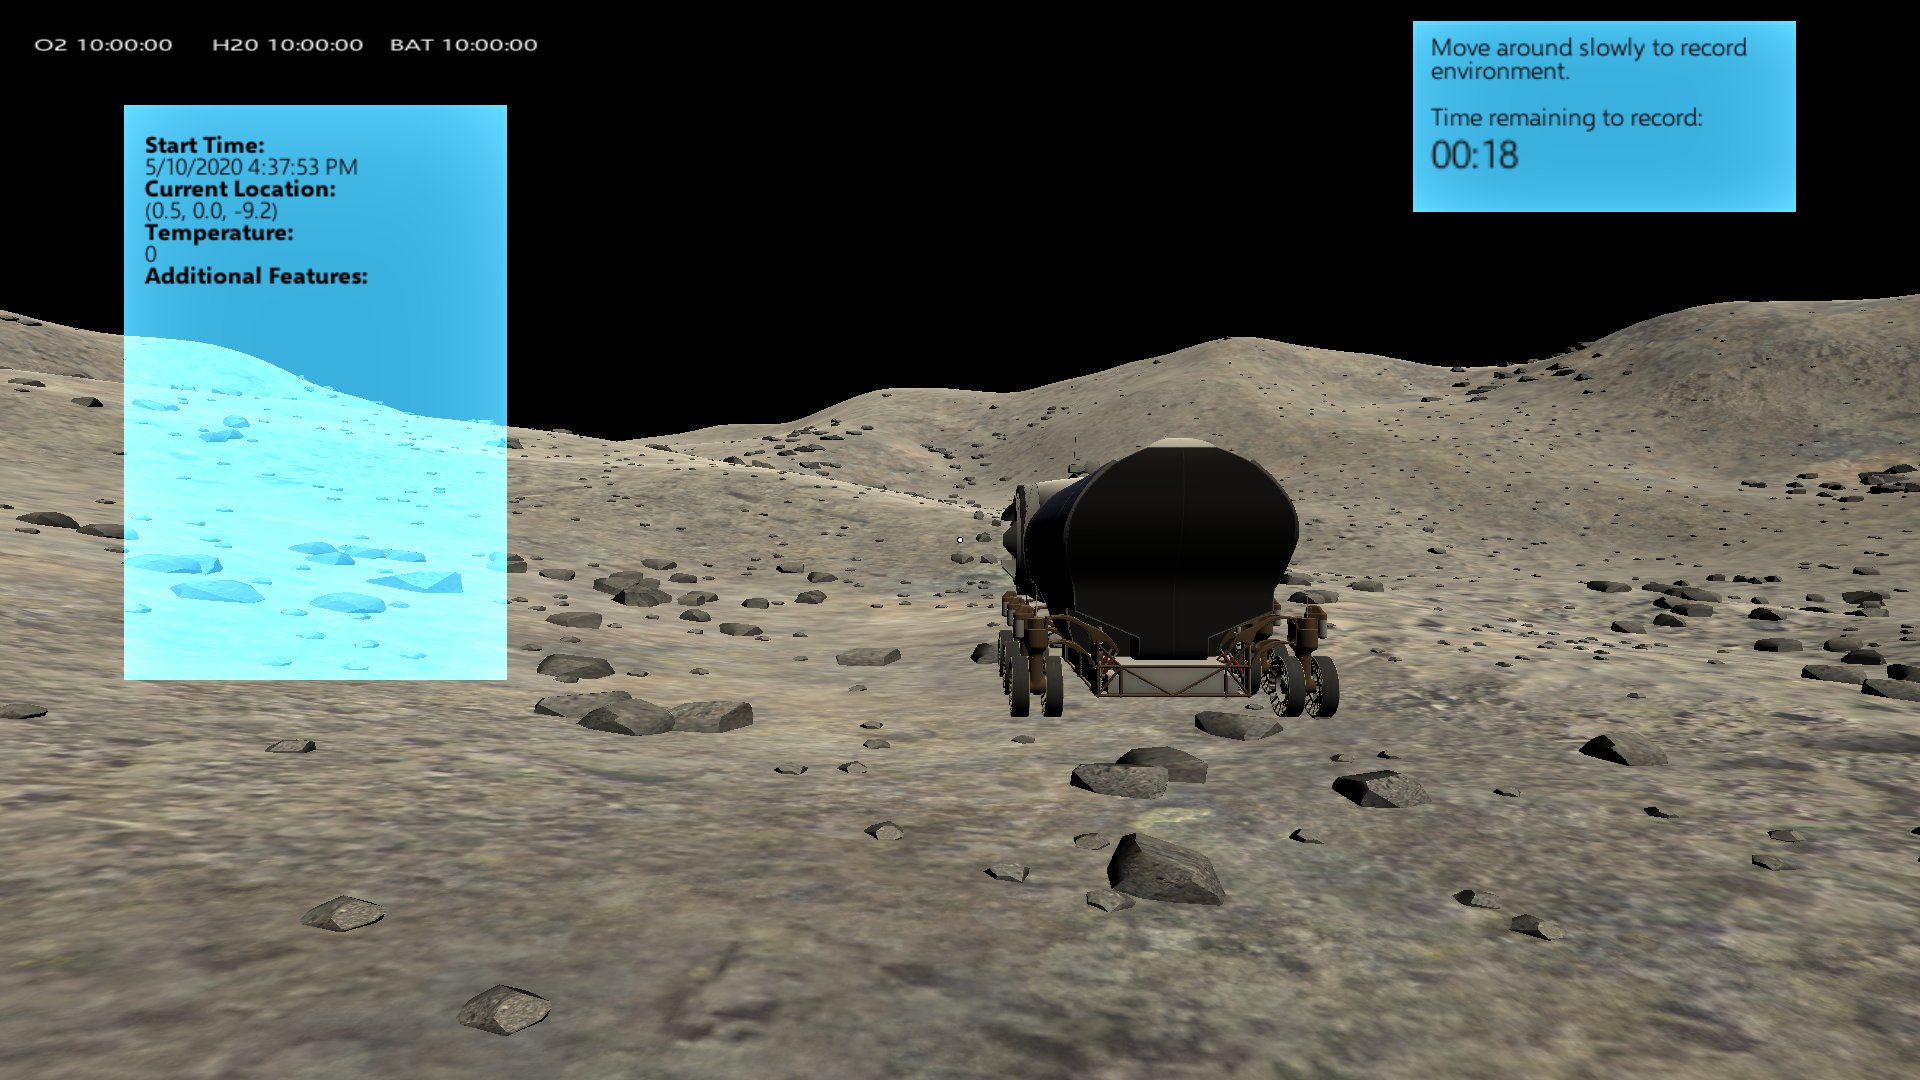 O2 10:00:00 H20 10:00:00 BAT 10:00:00
Move around slowly to record
environment.
Time remaining to record:
00:18
Start Time:
5/10/2020 4:37:53 PM
Current Location:
(0.5, 0.0, -9.2)
Temperature:
0
Additional Features: